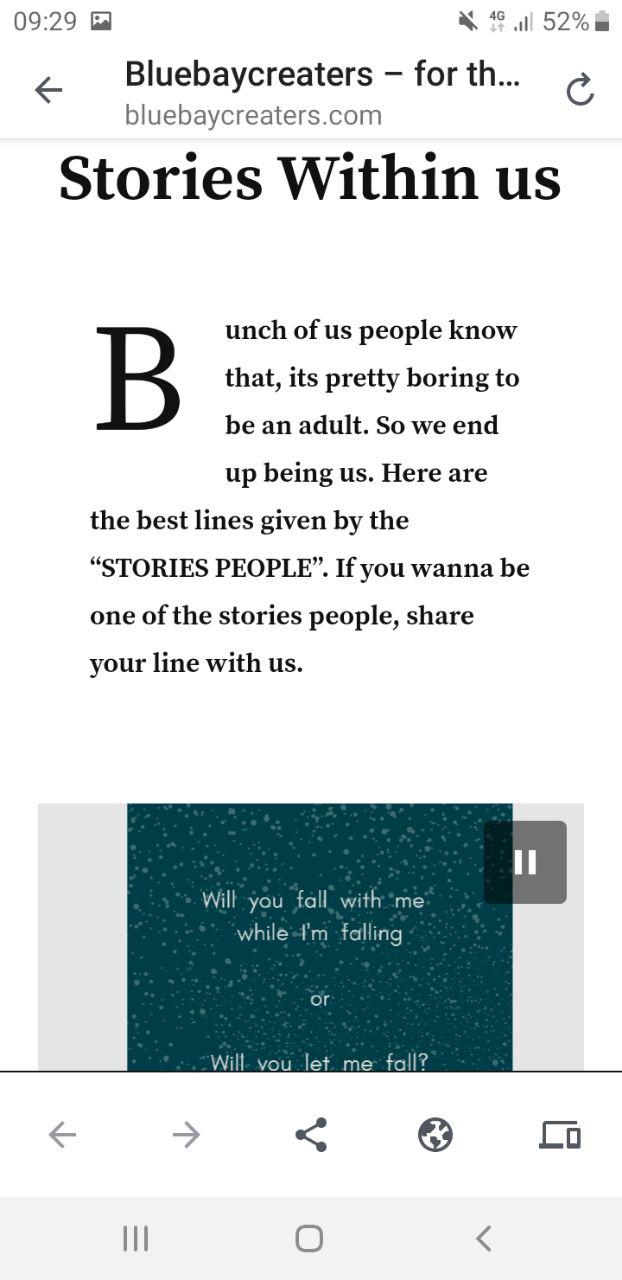 09:29 4G 52%
Bluebaycreaters – for th...
bluebaycreaters.com
Stories Within us
Bunch of us people know
that, its pretty boring to
be an adult. So we end
up being us. Here are
the best lines given by the
“STORIES PEOPLE”. If you wanna be
one of the stories people, share
your line with us.
Will you fall with me
while I'm falling
or
Will you let me fall?